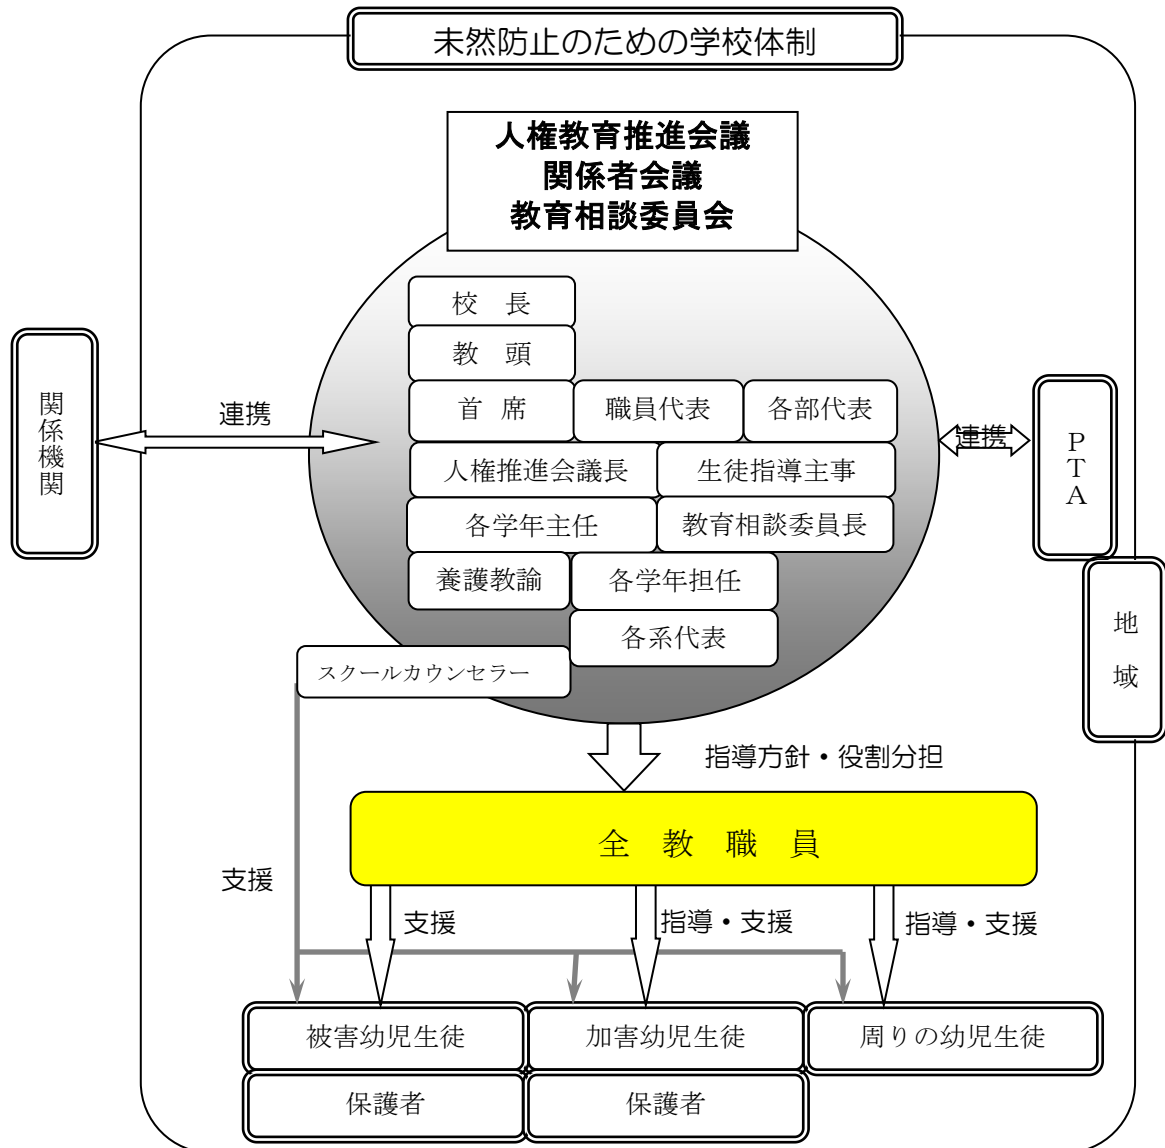 未然防止のための学校体制
人権教育推進会議
関係者会議
教育相談委員会
校 長
教 頭
首 席
職員代表
各部代表
人権推進会議長
生徒指導主事
各学年主任
教育相談委員長
養護教諭
各学年担任
各系代表
スクールカウンセラー
関係機関
連携
連携
PTA
地 域
指導方針・役割分担
全 教 職 員
支援
支援
指導・支援
指導・支援
被害幼児生徒
加害幼児生徒
周りの幼児生徒
保護者
保護者